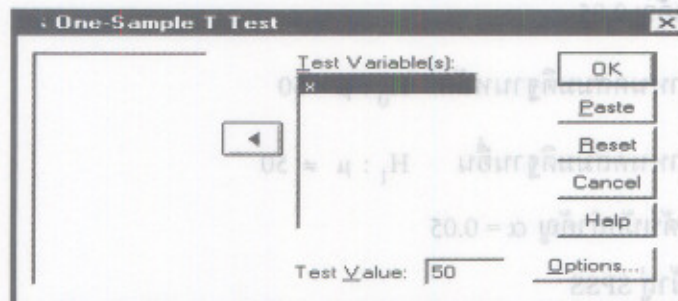 One-Sample T Test
Test Variable(s):
x
OK
Paste
Reset
Cancel
Help
Test Value: 50
Options...